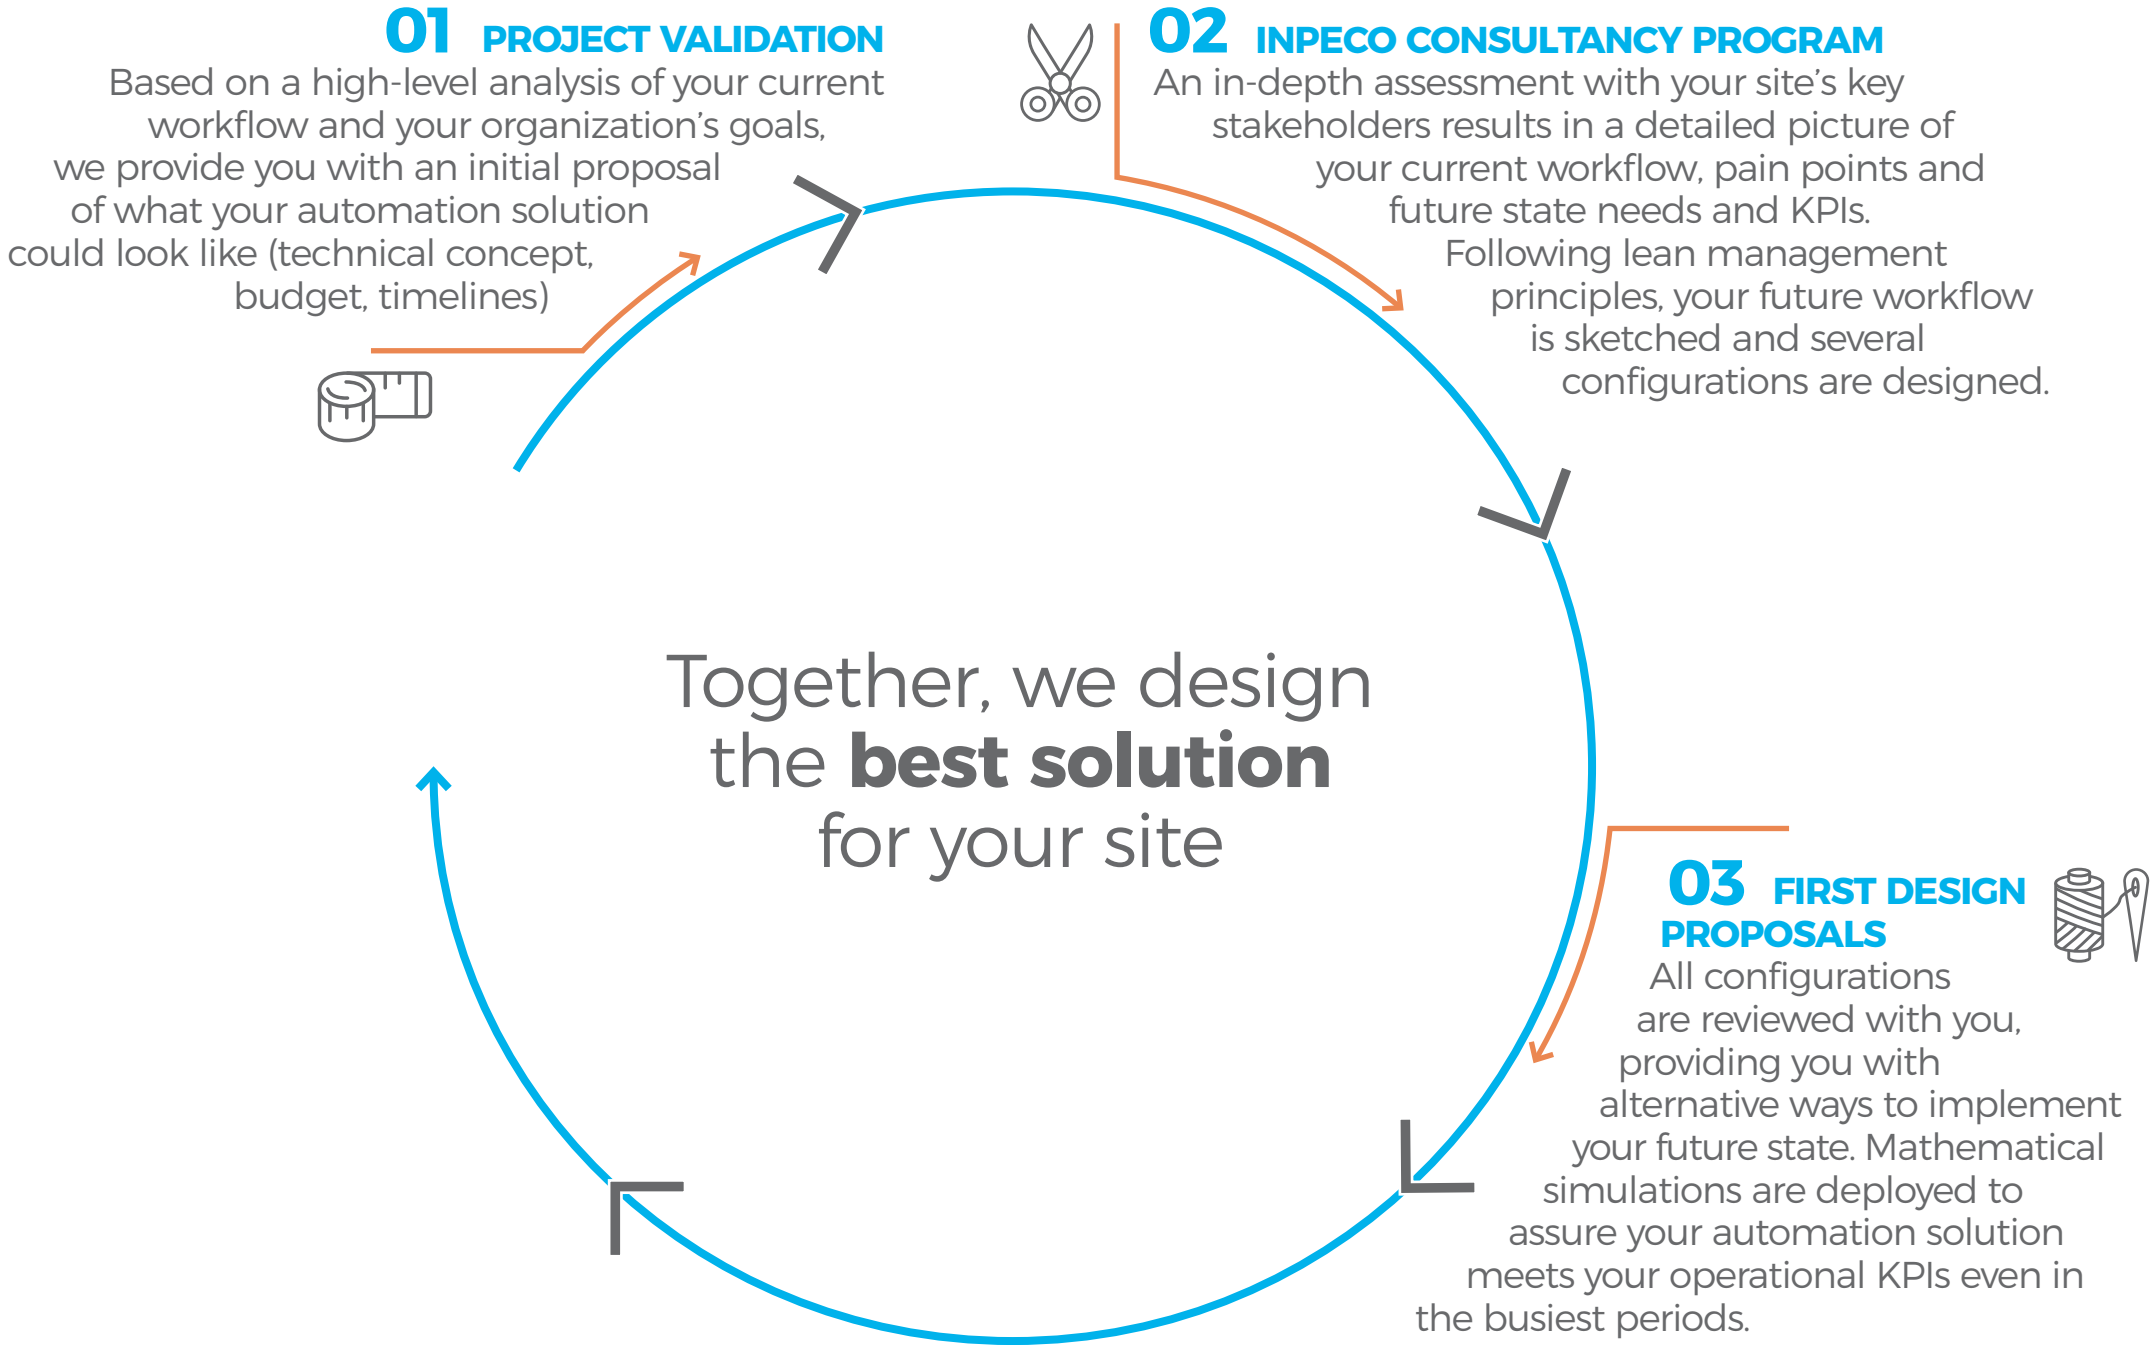 01 PROJECT VALIDATION
Based on a high-level analysis of your current
workflow and your organization's goals,
we provide you with an initial proposal
of what your automation solution
could look like (technical concept,
budget, timelines)
02 INPECO CONSULTANCY PROGRAM
An in-depth assessment with your site's key
stakeholders results in a detailed picture of
your current workflow, pain points and
future state needs and KPIs.
Following lean management
principles, your future workflow
is sketched and several
configurations are designed.
Together, we design
the best solution
for your site
03 FIRST DESIGN
PROPOSALS
All configurations
are reviewed with you,
providing you with
alternative ways to implement
your future state. Mathematical
simulations are deployed to
assure your automation solution
meets your operational KPIs even in
the busiest periods.